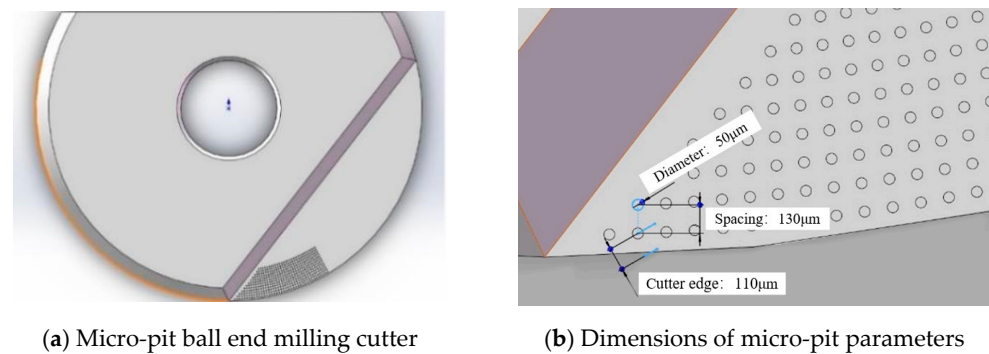 Diameter: 50μm
Spacing: 130μm
Cutter edge: 110μm
(a) Micro-pit ball end milling cutter
(b) Dimensions of micro-pit parameters